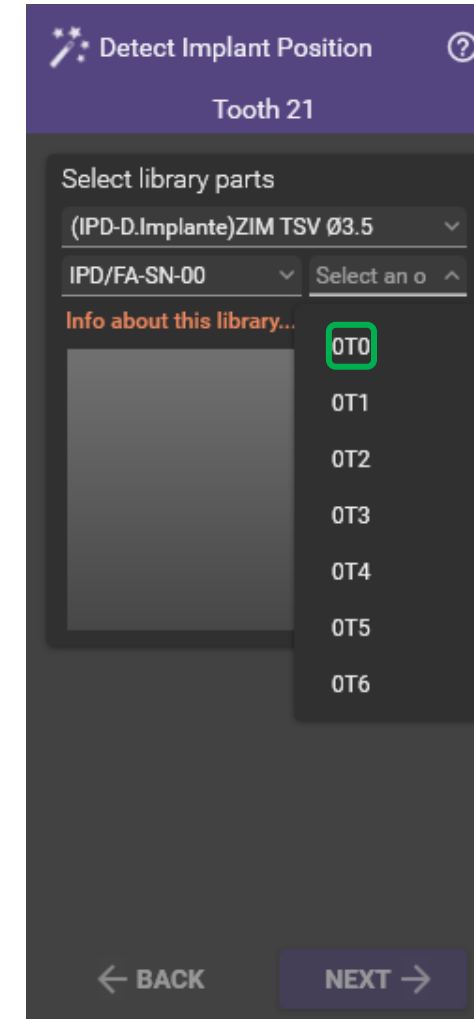 Detect Implant Position
Tooth 21
Select library parts
(IPD-D.Implante)ZIM TSV Ø3.5
IPD/FA-SN-00 Select an o
Info about this library...
0T0
0T1
0T2
0T3
0T4
0T5
0T6
BACK NEXT